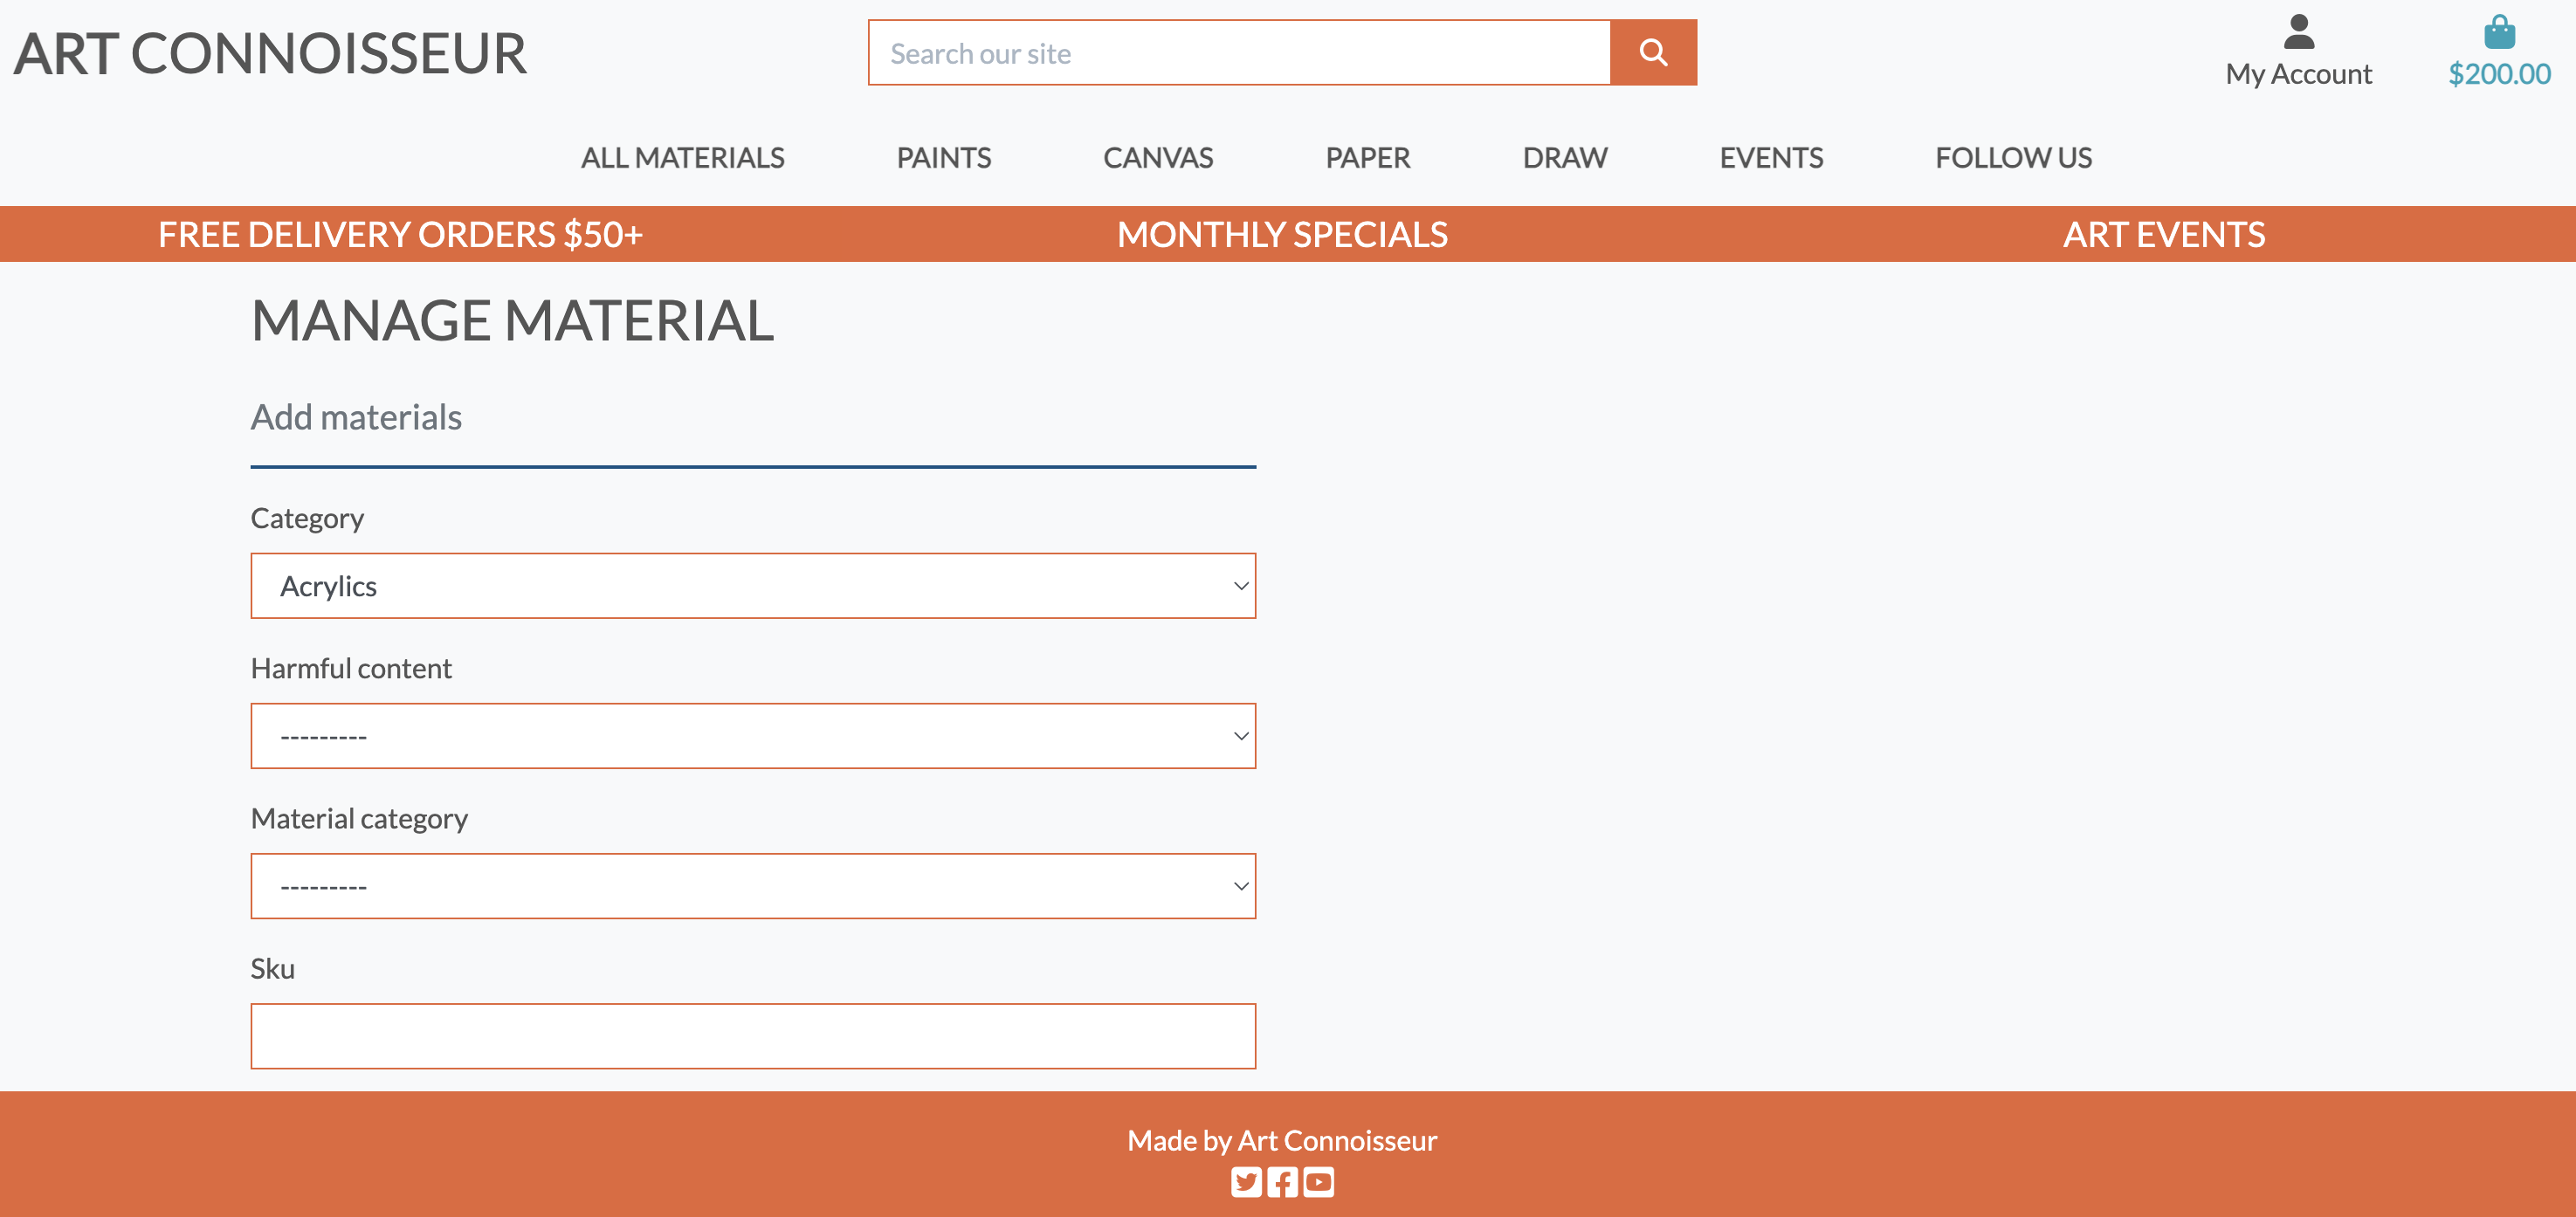 ART CONNOISSEUR
Search our site
My Account
$200.00
ALL MATERIALS PAINTS CANVAS PAPER DRAW EVENTS FOLLOW US
FREE DELIVERY ORDERS $50+ MONTHLY SPECIALS ART EVENTS
MANAGE MATERIAL
Add materials
Category
Acrylics
Harmful content
---------
Material category
---------
Sku
Made by Art Connoisseur